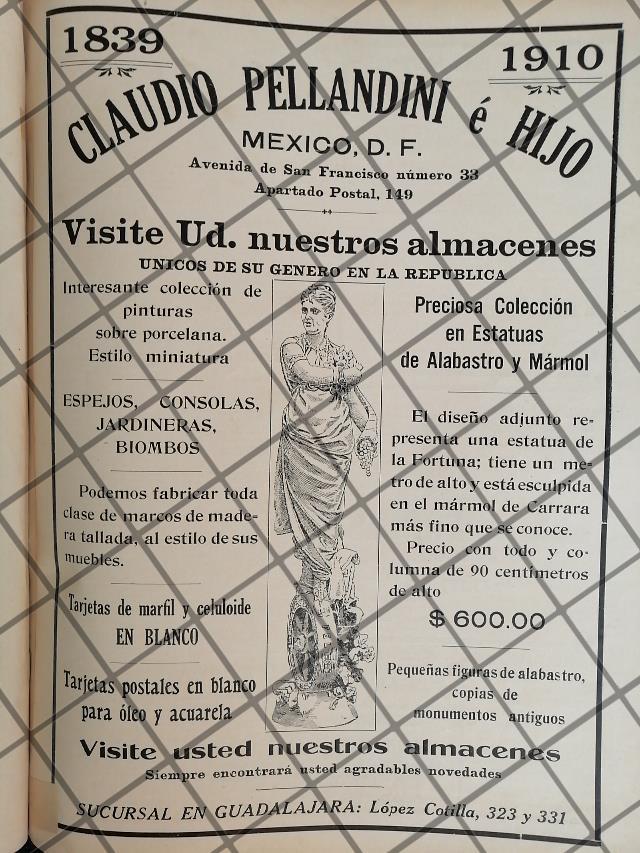 1839
1910
CLAUDIO PELLANDINI é HIJO
MEXICO, D. F.
Avenida de San Francisco número 33
Apartado Postal, 149
Visite Ud. nuestros almacenes
UNICOS DE SU GENERO EN LA REPUBLICA
Interesante colección de
pinturas
sobre porcelana.
Estilo miniatura
ESPEJOS, CONSOLAS,
JARDINERAS,
BIOMBOS
Podemos fabricar toda
clase de marcos de made-
ra tallada, al estilo de sus
muebles.
Tarjetas de marfil y celuloide
EN BLANCO
Tarjetas postales en blanco
para óleo y acuarela
Preciosa Colección
en Estatuas
de Alabastro y Mármol
El diseño adjunto re-
presenta una estatua de
la Fortuna; tiene un me-
tro de alto y está esculpida
en el mármol de Carrara
más fino que se conoce.
Precio con todo y co-
lumna de 90 centímetros
de alto
$ 600.00
Pequeñas figuras de alabastro,
copias de
monumentos antiguos
Visite usted nuestros almacenes
Siempre encontrará usted agradables novedades
SUCURSAL EN GUADALAJARA: López Cotilla, 323 y 331